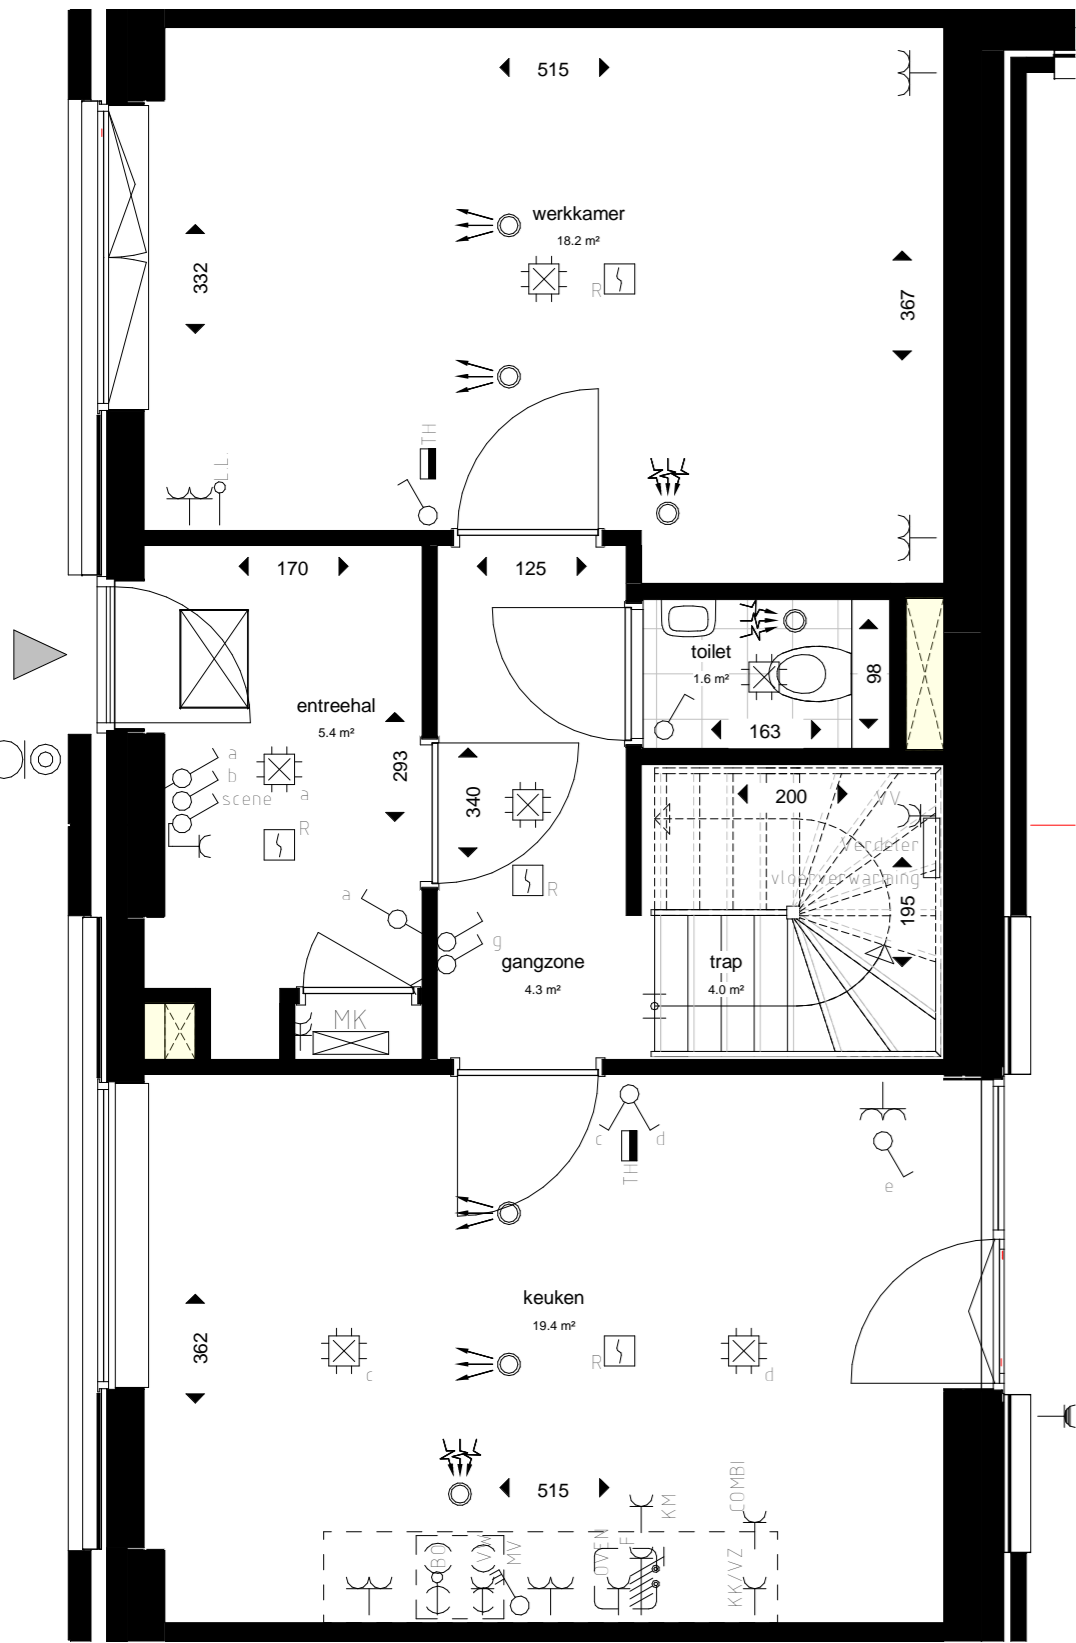 515
werkkamer
18.2 m²
332
R
367
TH
L.L.
170
125
toilet
1.6 m²
98
entreehal
5.4 m²
163
a
b
scene
a
293
340
200
VV
Verdeler
vloerverwarming
R
R
a
195
g
gangzone
4.3 m²
trap
4.0 m²
MK
c
d
TH
e
keuken
19.4 m²
362
R
c
d
515
KM
COMBI
BO
VW
MV
OVEN
F
KK/VZ